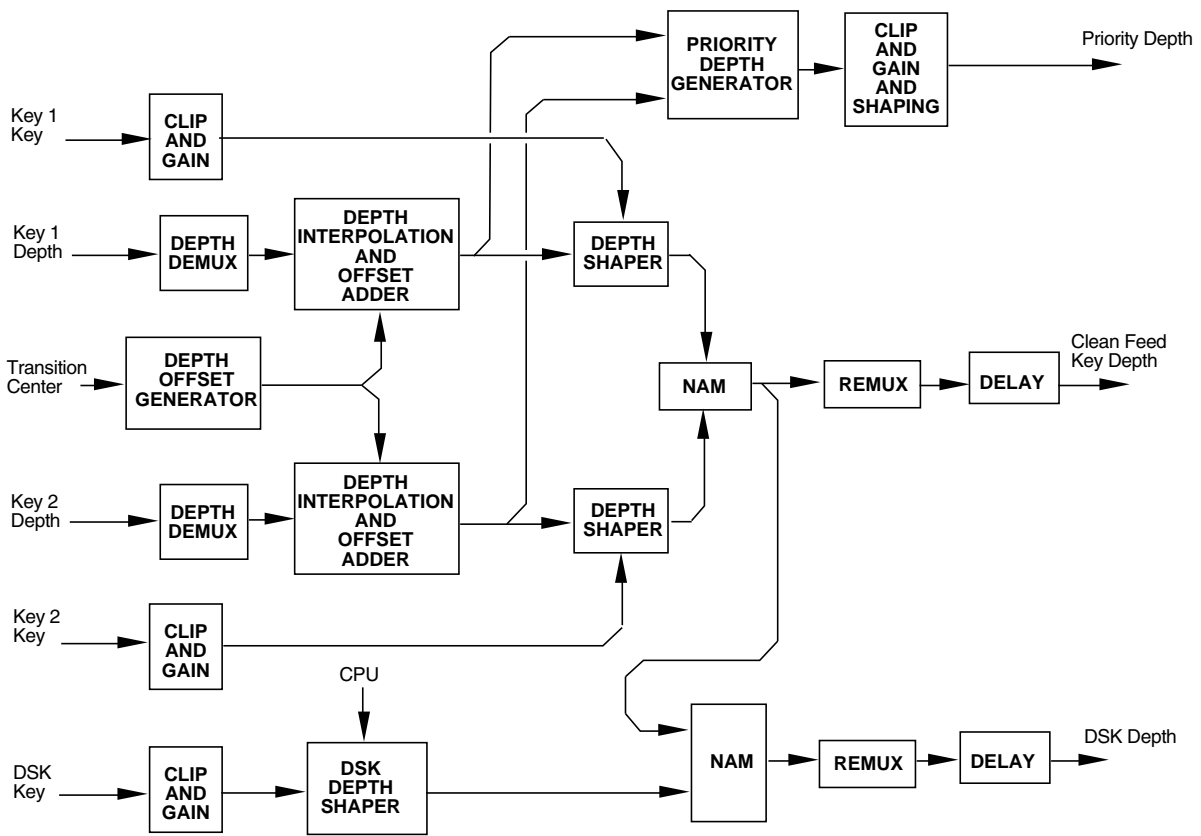 PRIORITY
DEPTH
GENERATOR
CLIP
AND
GAIN
AND
SHAPING
Priority Depth
Key 1
Key
CLIP
AND
GAIN
Key 1
Depth
DEPTH
DEMUX
DEPTH
INTERPOLATION
AND
OFFSET
ADDER
DEPTH
SHAPER
Transition
Center
DEPTH
OFFSET
GENERATOR
NAM
REMUX
DELAY
Clean Feed
Key Depth
Key 2
Depth
DEPTH
DEMUX
DEPTH
INTERPOLATION
AND
OFFSET
ADDER
DEPTH
SHAPER
Key 2
Key
CLIP
AND
GAIN
CPU
DSK
Key
CLIP
AND
GAIN
DSK
DEPTH
SHAPER
NAM
REMUX
DELAY
DSK Depth